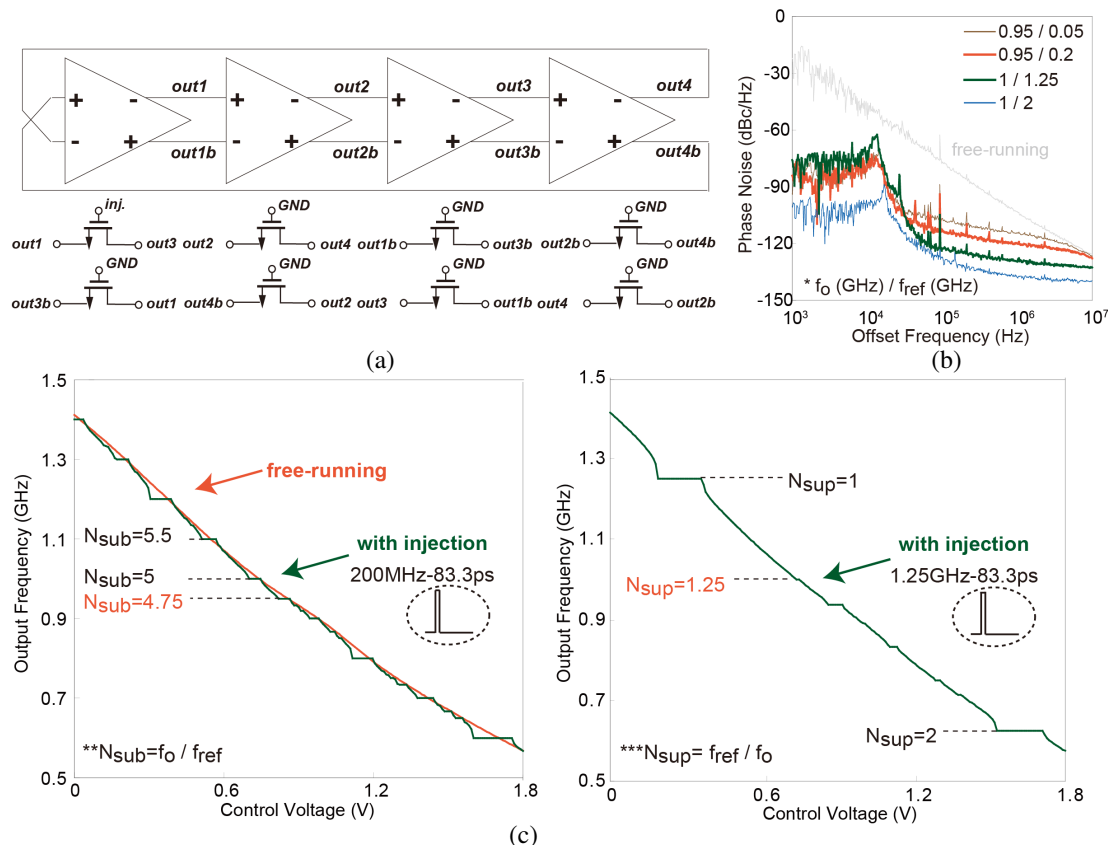 out1
out2
out3
out4
+ - + - + - + -
- + - + - + - +
out1b
out2b
out3b
out4b
inj.
GND
GND
GND
out1 out3 out2 out4 out1b out3b out2b out4b
GND
GND
GND
GND
out3b out1 out4b out2 out3 out1b out4 out2b
(a)
0
-30
-60
-90
-120
-150
Phase Noise (dBc/Hz)
0.95 / 0.05
0.95 / 0.2
1 / 1.25
1 / 2
free-running
* fo (GHz) / fref (GHz)
10³ 10⁴ 10⁵ 10⁶ 10⁷
Offset Frequency (Hz)
(b)
1.5
1.3
1.1
0.9
0.7
0.5
Output Frequency (GHz)
free-running
Nsub=5.5
with injection
Nsub=5
200MHz-83.3ps
Nsub=4.75
**Nsub=fo / fref
0 0.6 1.2 1.8
Control Voltage (V)
1.5
1.3
1.1
0.9
0.7
0.5
Output Frequency (GHz)
Nsup=1
with injection
Nsup=1.25
1.25GHz-83.3ps
Nsup=2
***Nsup= fref / fo
0 0.6 1.2 1.8
Control Voltage (V)
(c)